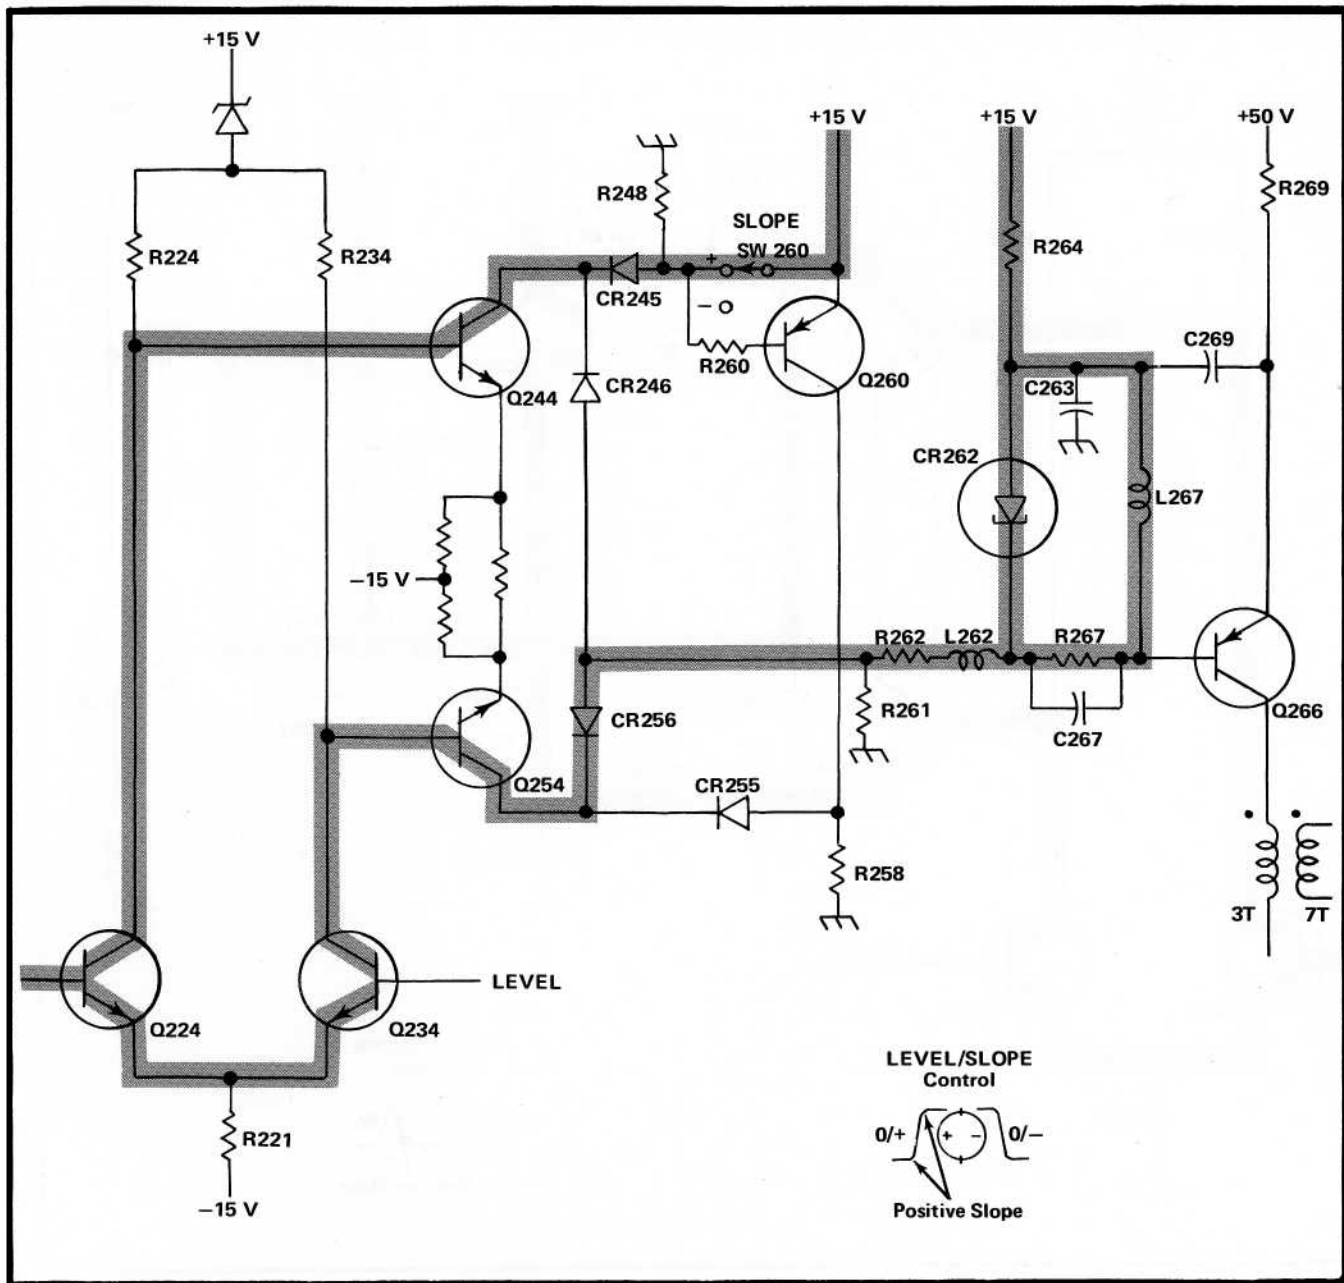 +15 V
+15 V
+15 V
+50 V
R248
R269
SLOPE
SW 260
+
R224
R234
R264
CR245
−
R260
C269
Q244
CR246
Q260
C263
CR262
L267
−15 V
R262
L262
R267
R261
CR256
C267
Q266
Q254
CR255
R258
3T
7T
LEVEL
Q224
Q234
LEVEL/SLOPE
Control
0/+
+
−
0/−
R221
Positive Slope
−15 V